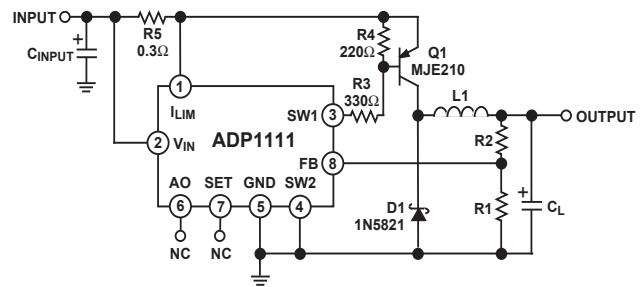 INPUT
R5
0.3Ω
CINPUT
+
R4
220Ω
Q1
MJE210
R3
330Ω
1
ILIM
SW1
3
L1
OUTPUT
2
VIN
ADP1111
R2
FB
8
AO
SET
GND
SW2
6
7
5
4
D1
1N5821
R1
+
CL
NC
NC